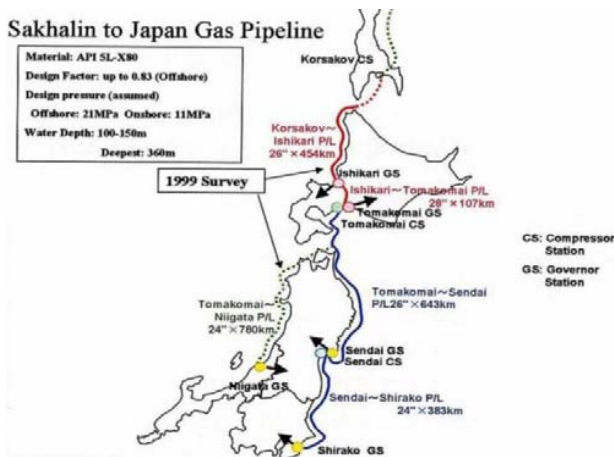 Sakhalin to Japan Gas Pipeline
Material: API 5L-X80
Design Factor: up to 0.83 (Offshore)
Design pressure (assumed)
Offshore: 21MPa Onshore: 11MPa
Water Depth: 100-150m
Deepest: 360m
Korsakov CS
Korsakov～
Ishikari P/L
26"×454km
1999 Survey
Ishikari GS
Ishikari～Tomakomai P/L
26"×107km
Tomakomai GS
Tomakomai CS
CS: Compressor
Station
GS: Governor
Station
Tomakomai～
Niigata P/L
24"×780km
Tomakomai～Sendai
P/L26"×643km
Sendai GS
Sendai CS
Niigata GS
Sendai～Shirako P/L
24"×383km
Shirako GS